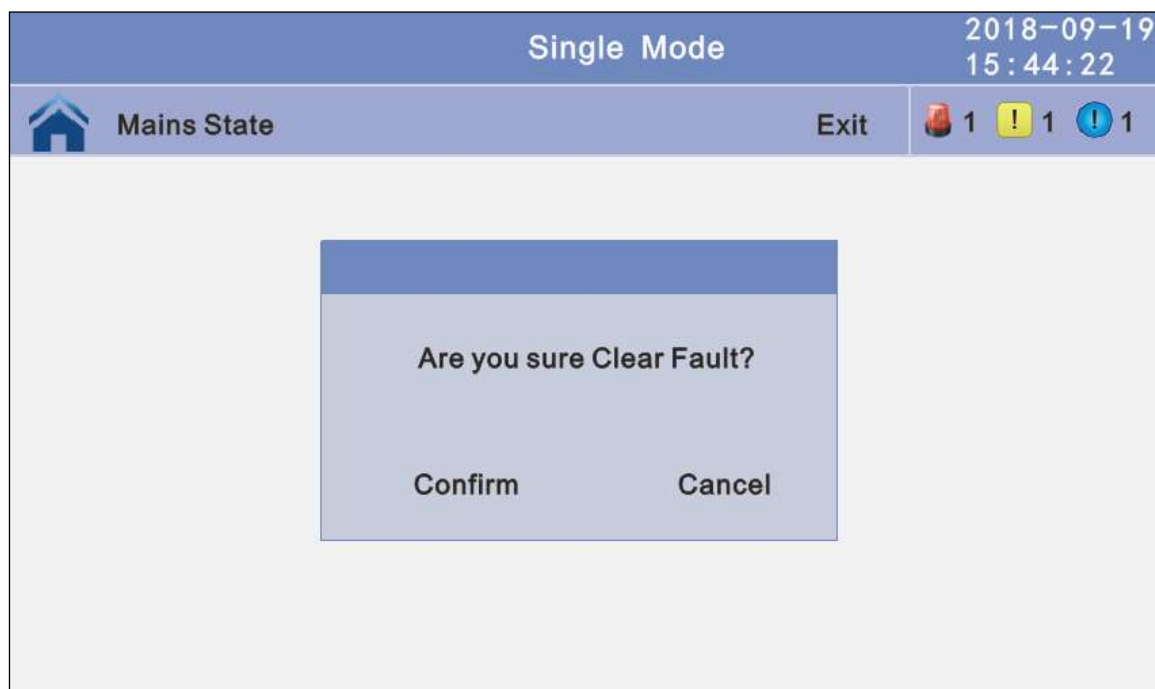 Single Mode
2018-09-19
15:44:22
Mains State
Exit
1
! 1
! 1
Are you sure Clear Fault?
Confirm
Cancel